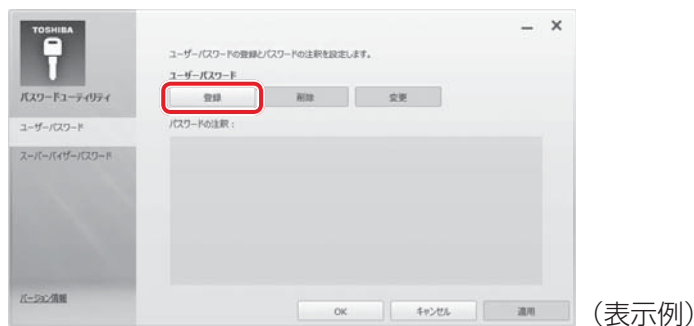 TOSHIBA
パスワードユーティリティ
ユーザーパスワード
スーパーバイザーパスワード
バージョン情報
ユーザーパスワードの登録とパスワードの注釈を設定します。
ユーザーパスワード
登録 削除 変更
パスワードの注釈：
OK キャンセル 適用
（表示例）